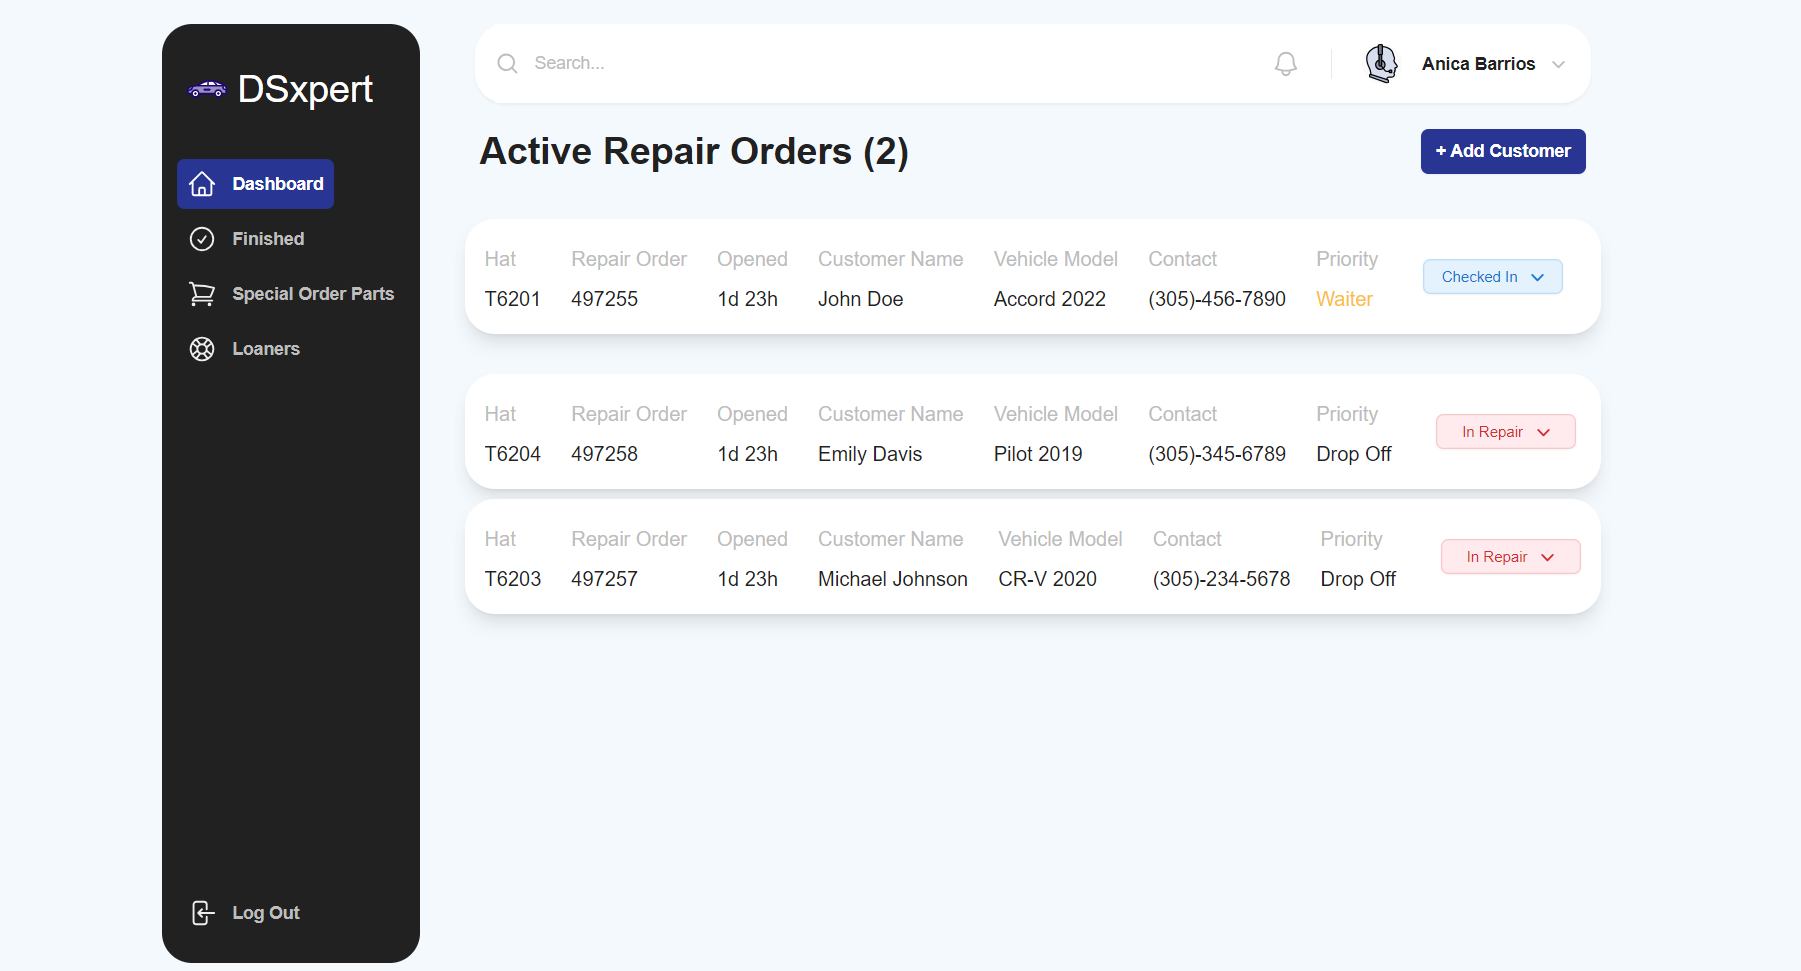 DSxpert
Dashboard
Finished
Special Order Parts
Loaners
Log Out
Search...
Anica Barrios
Active Repair Orders (2)
+ Add Customer
Hat Repair Order Opened Customer Name Vehicle Model Contact Priority
T6201 497255 1d 23h John Doe Accord 2022 (305)-456-7890 Waiter
Checked In
Hat Repair Order Opened Customer Name Vehicle Model Contact Priority
T6204 497258 1d 23h Emily Davis Pilot 2019 (305)-345-6789 Drop Off
In Repair
Hat Repair Order Opened Customer Name Vehicle Model Contact Priority
T6203 497257 1d 23h Michael Johnson CR-V 2020 (305)-234-5678 Drop Off
In Repair